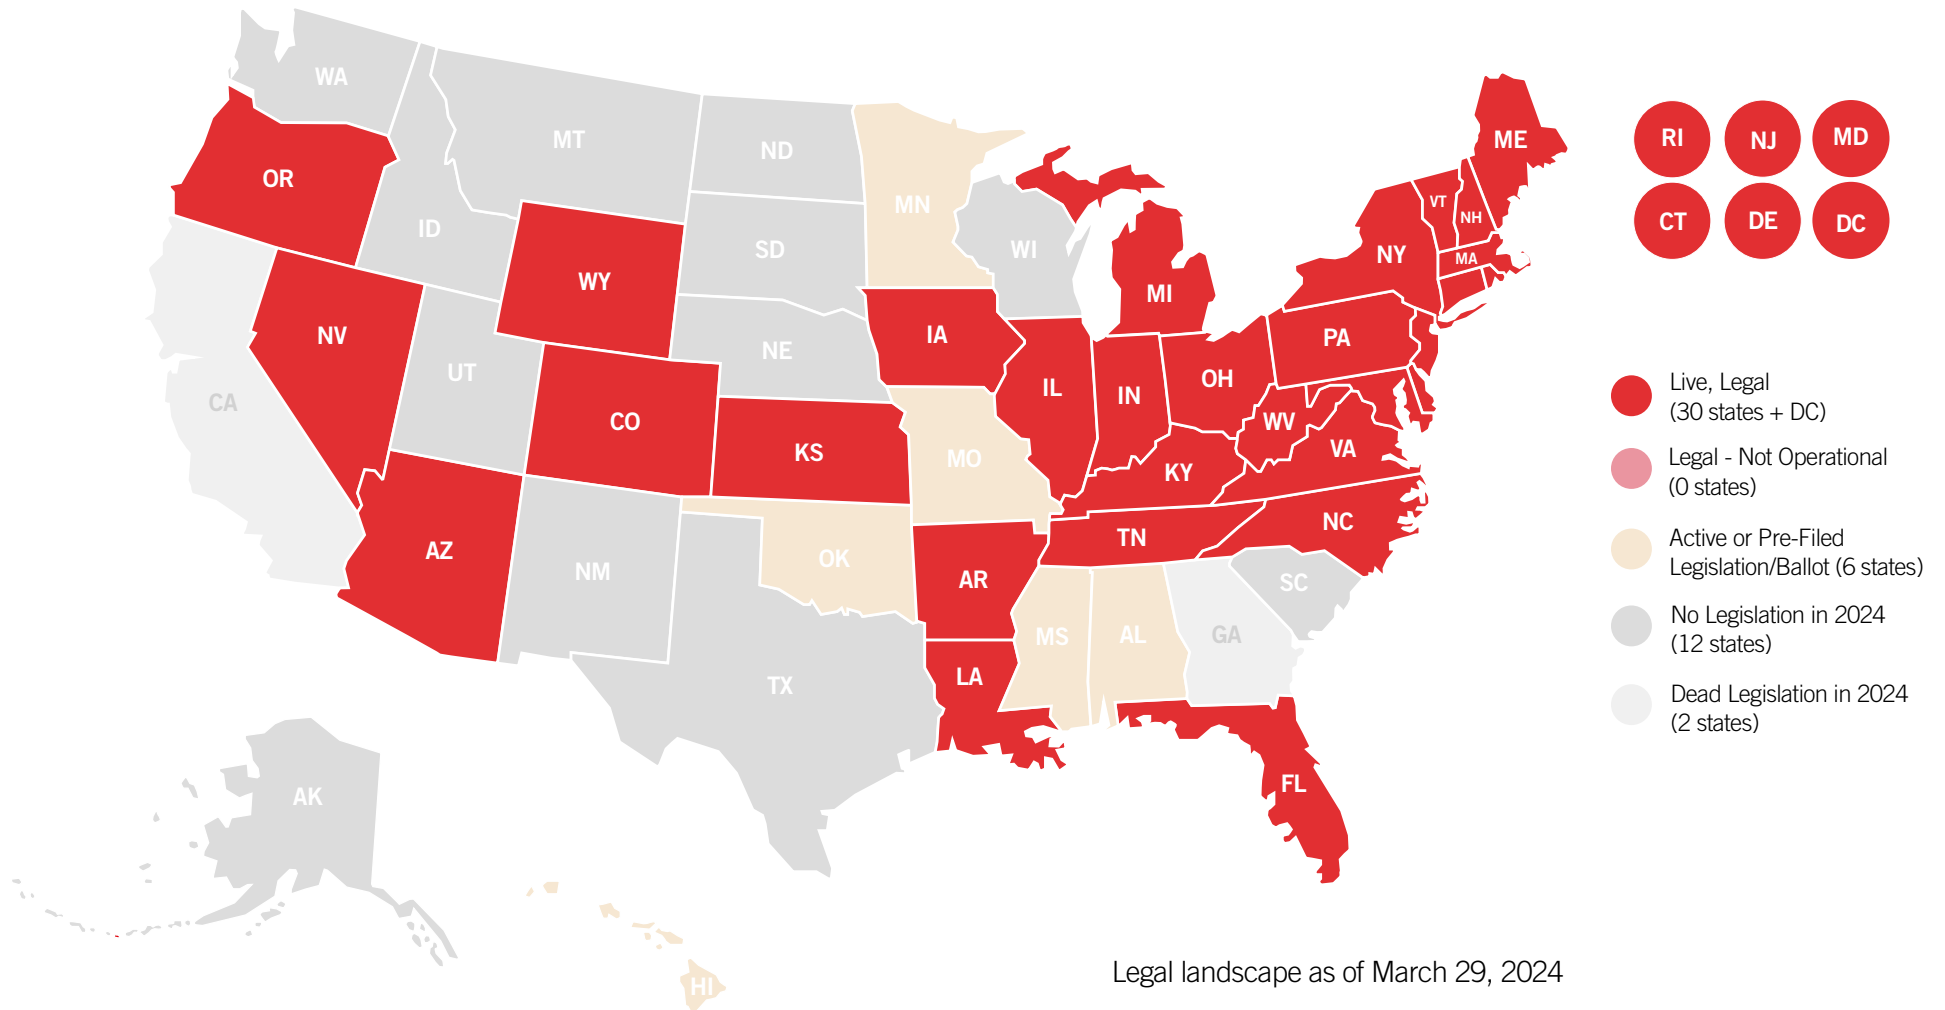 WA
MT
ND
MN
OR
ID
SD
WI
WY
MI
NY
VT
NH
ME
MA
NV
UT
NE
IA
PA
CA
CO
KS
MO
IL
IN
OH
WV
VA
KY
AZ
NM
OK
AR
TN
NC
SC
TX
LA
MS
AL
GA
FL
AK
HI
RI
NJ
MD
CT
DE
DC
Live, Legal
(30 states + DC)
Legal - Not Operational
(0 states)
Active or Pre-Filed
Legislation/Ballot (6 states)
No Legislation in 2024
(12 states)
Dead Legislation in 2024
(2 states)
Legal landscape as of March 29, 2024